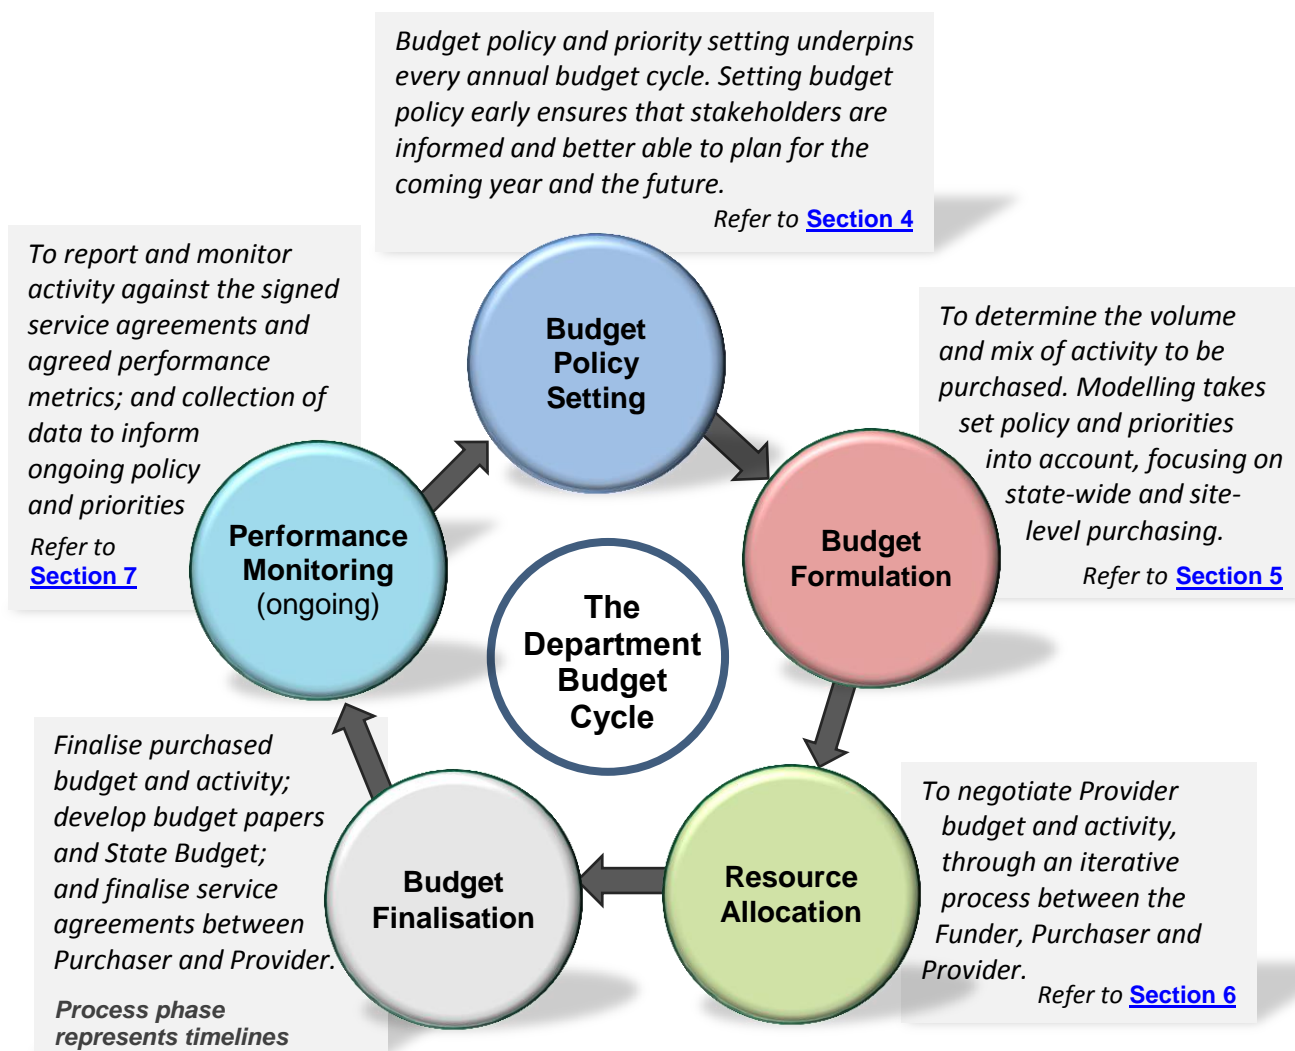 Budget policy and priority setting underpins
every annual budget cycle. Setting budget
policy early ensures that stakeholders are
informed and better able to plan for the
coming year and the future.
Refer to Section 4
To report and monitor
activity against the signed
service agreements and
agreed performance
metrics; and collection of
data to inform
ongoing policy
and priorities
Refer to
Section 7
Budget
Policy
Setting
To determine the volume
and mix of activity to be
purchased. Modelling takes
set policy and priorities
into account, focusing on
state-wide and site-
level purchasing.
Refer to Section 5
Performance
Monitoring
(ongoing)
Budget
Formulation
The
Department
Budget
Cycle
Finalise purchased
budget and activity;
develop budget papers
and State Budget;
and finalise service
agreements between
Purchaser and Provider.
Process phase
represents timelines
Budget
Finalisation
Resource
Allocation
To negotiate Provider
budget and activity,
through an iterative
process between the
Funder, Purchaser and
Provider.
Refer to Section 6